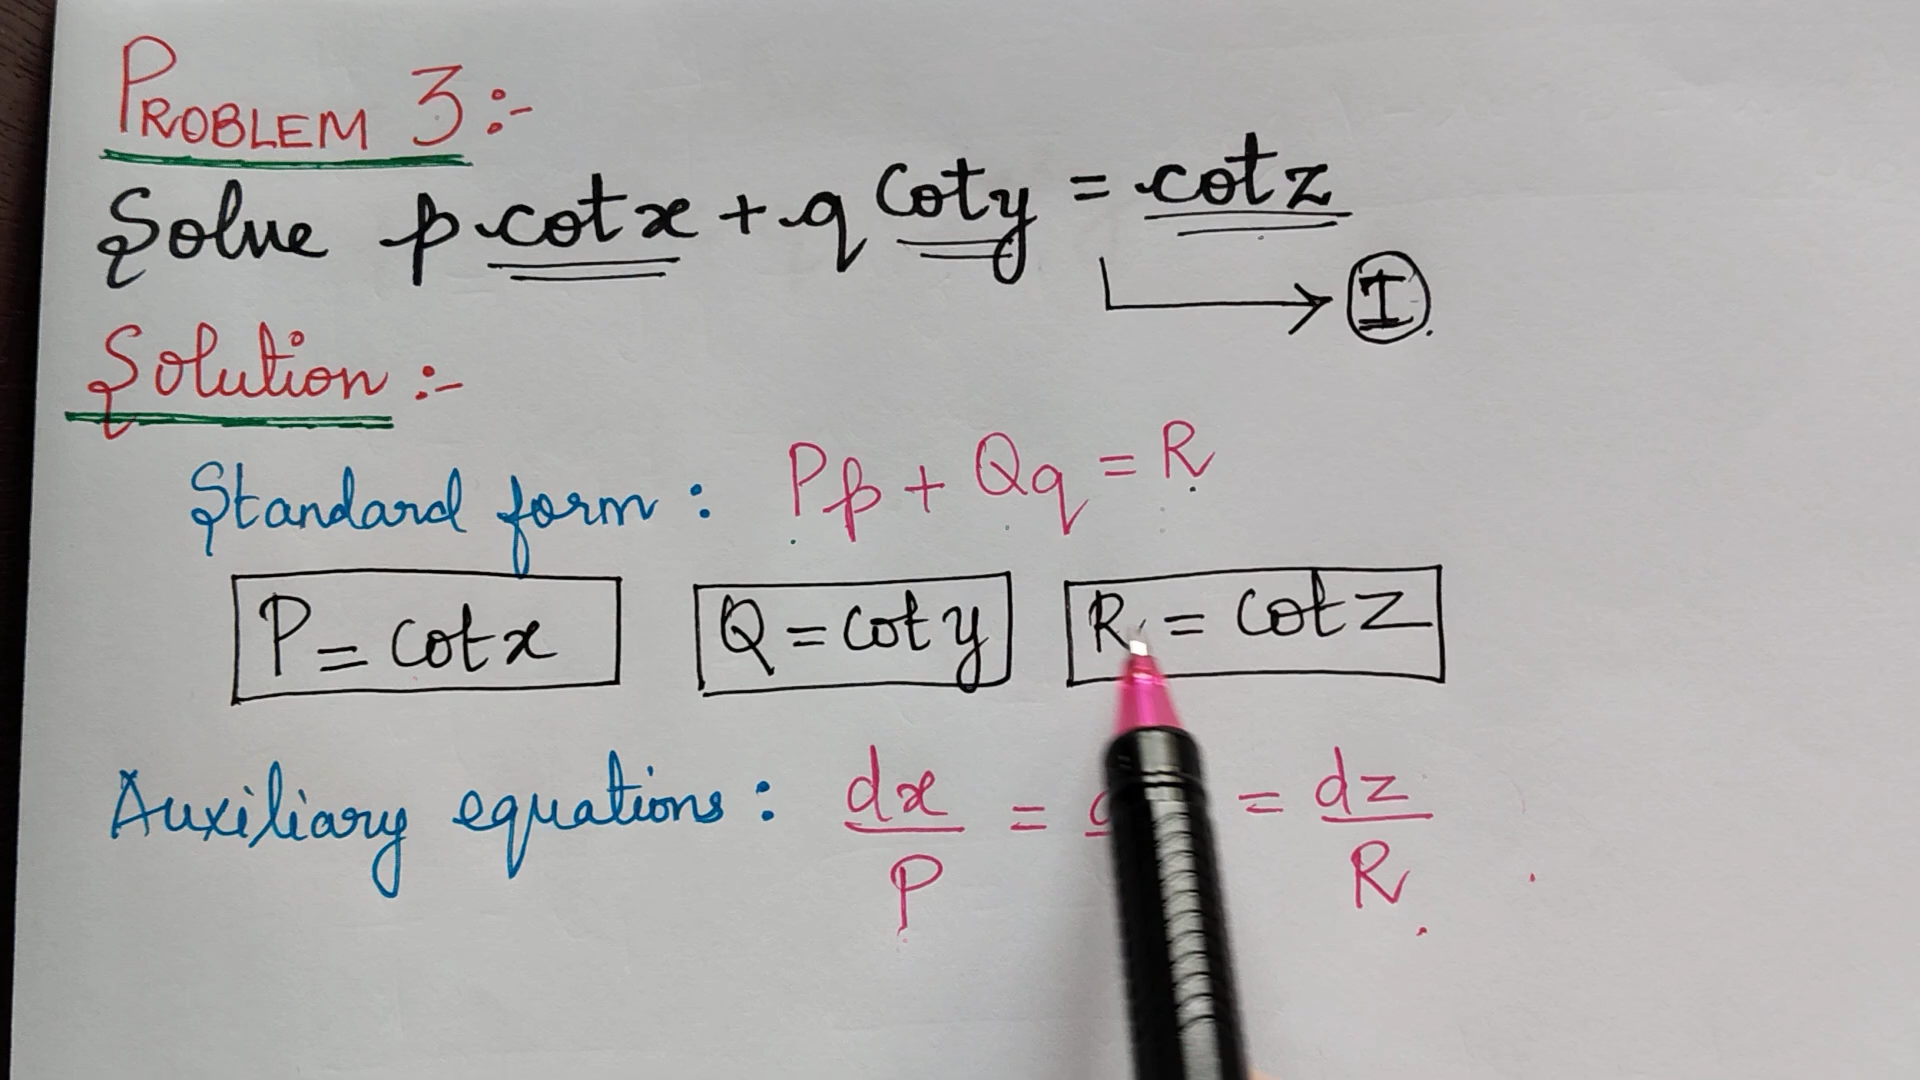 PROBLEM 3:-
Solve p cotx + q coty = cotz
I
Solution :-
Standard form : Pp + Qq = R
P = cotx Q = coty R = cotz
Auxiliary equations : dx/P = = dz/R